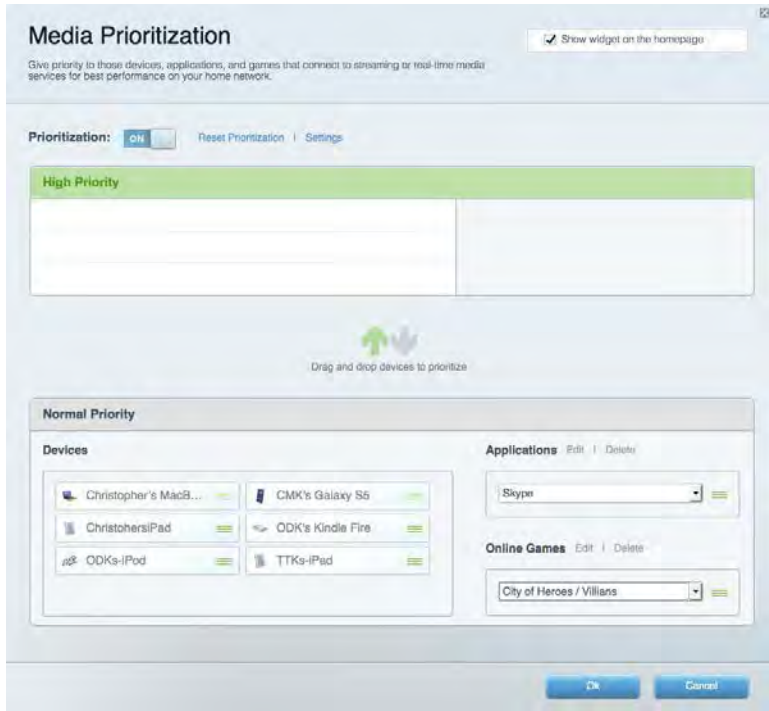 Media Prioritization
Show widget on the homepage
Give priority to those devices, applications, and games that connect to streaming or real-time media
services for best performance on your home network.
Prioritization: ON Reset Prioritization | Settings
High Priority
Drag and drop devices to prioritize
Normal Priority
Devices
Applications Edit | Delete
Christopher's MacB... CMK's Galaxy S5
Skype
ChristohersiPad ODK's Kindle Fire
ODKs-iPod TTKs-iPad
Online Games Edit | Delete
City of Heroes / Villians
Ok Cancel